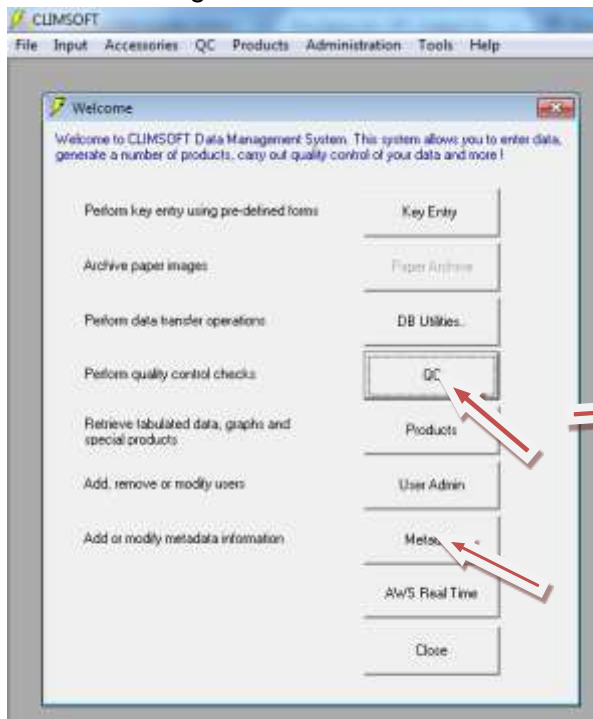 CLIMSOFT
File Input Accessories QC Products Administration Tools Help
Welcome
Welcome to CLIMSOFT Data Management System. This system allows you to enter data,
generate a number of products, carry out quality control of your data and more !
Perform key entry using pre-defined forms Key Entry
Archive paper images Paper Archive
Perform data transfer operations DB Utilities..
Perform quality control checks QC
Retrieve tabulated data, graphs and
special products Products
Add, remove or modify users User Admin
Add or modify metadata information
AWS Real Time
Close